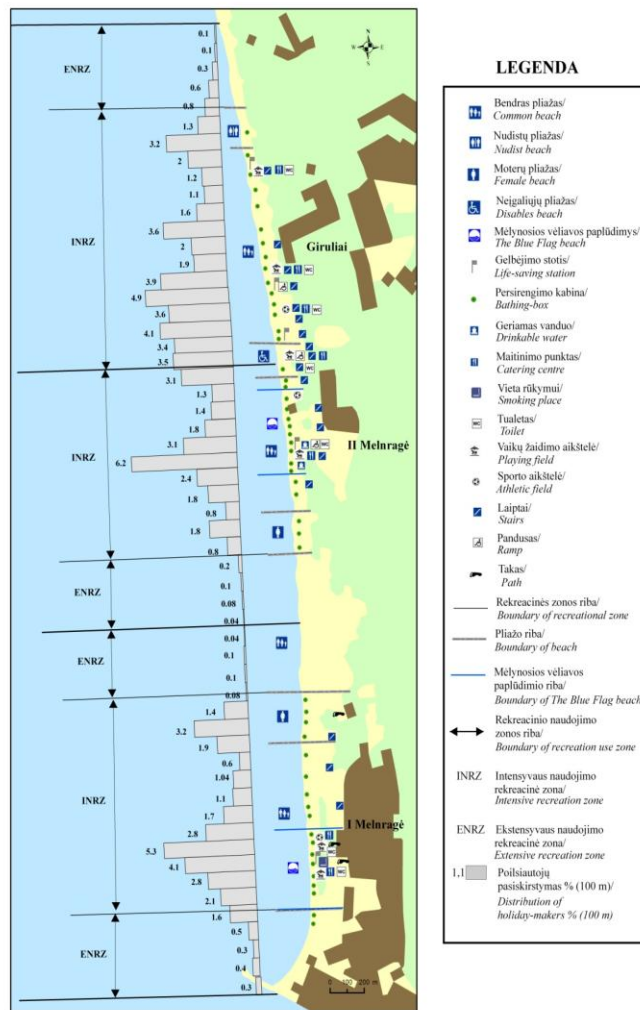 0.1
0.1
0.3
ENRZ
0.6
0.8
1.3
3.2
2
1.2
1.1
1.6
3.6
INRZ
2
1.9
3.9
4.9
3.6
4.1
3.4
3.5
3.1
1.3
1.4
1.8
3.1
INRZ
6.2
2.4
1.8
0.8
1.8
0.8
0.2
0.1
ENRZ
0.08
0.04
0.04
ENRZ
0.1
0.1
0.08
1.4
3.2
1.9
0.6
1.04
INRZ
1.1
1.7
2.8
5.3
4.1
2.8
2.1
1.6
0.5
ENRZ
0.3
0.4
0.3
N
W
E
S
Giruliai
II Melnragė
I Melnragė
WC
WC
WC
WC
WC
WC
WC
0 100 200 m
LEGENDA
Bendras pliažas/
Common beach
Nudistų pliažas/
Nudist beach
Moterų pliažas/
Female beach
Neįgaliųjų pliažas/
Disables beach
Mėlynosios vėliavos paplūdimys/
The Blue Flag beach
Gelbėjimo stotis/
Life-saving station
Persirengimo kabina/
Bathing-box
Geriamas vanduo/
Drinkable water
Maitinimo punktas/
Catering centre
Vieta rūkymui/
Smoking place
WC
Tualetas/
Toilet
Vaikų žaidimo aikštelė/
Playing field
Sporto aikštelė/
Athletic field
Laiptai/
Stairs
Pandusas/
Ramp
Takas/
Path
Rekreacinės zonos riba/
Boundary of recreational zone
Pliažo riba/
Boundary of beach
Mėlynosios vėliavos
paplūdimio riba/
Boundary of The Blue Flag beach
Rekreacinio naudojimo
zonos riba/
Boundary of recreation use zone
INRZ Intensyvaus naudojimo
rekreacinė zona/
Intensive recreation zone
ENRZ Ekstensyvaus naudojimo
rekreacinė zona/
Extensive recreation zone
1,1 Poilsiautojų
pasiskirstymas % (100 m)/
Distribution of
holiday-makers % (100 m)